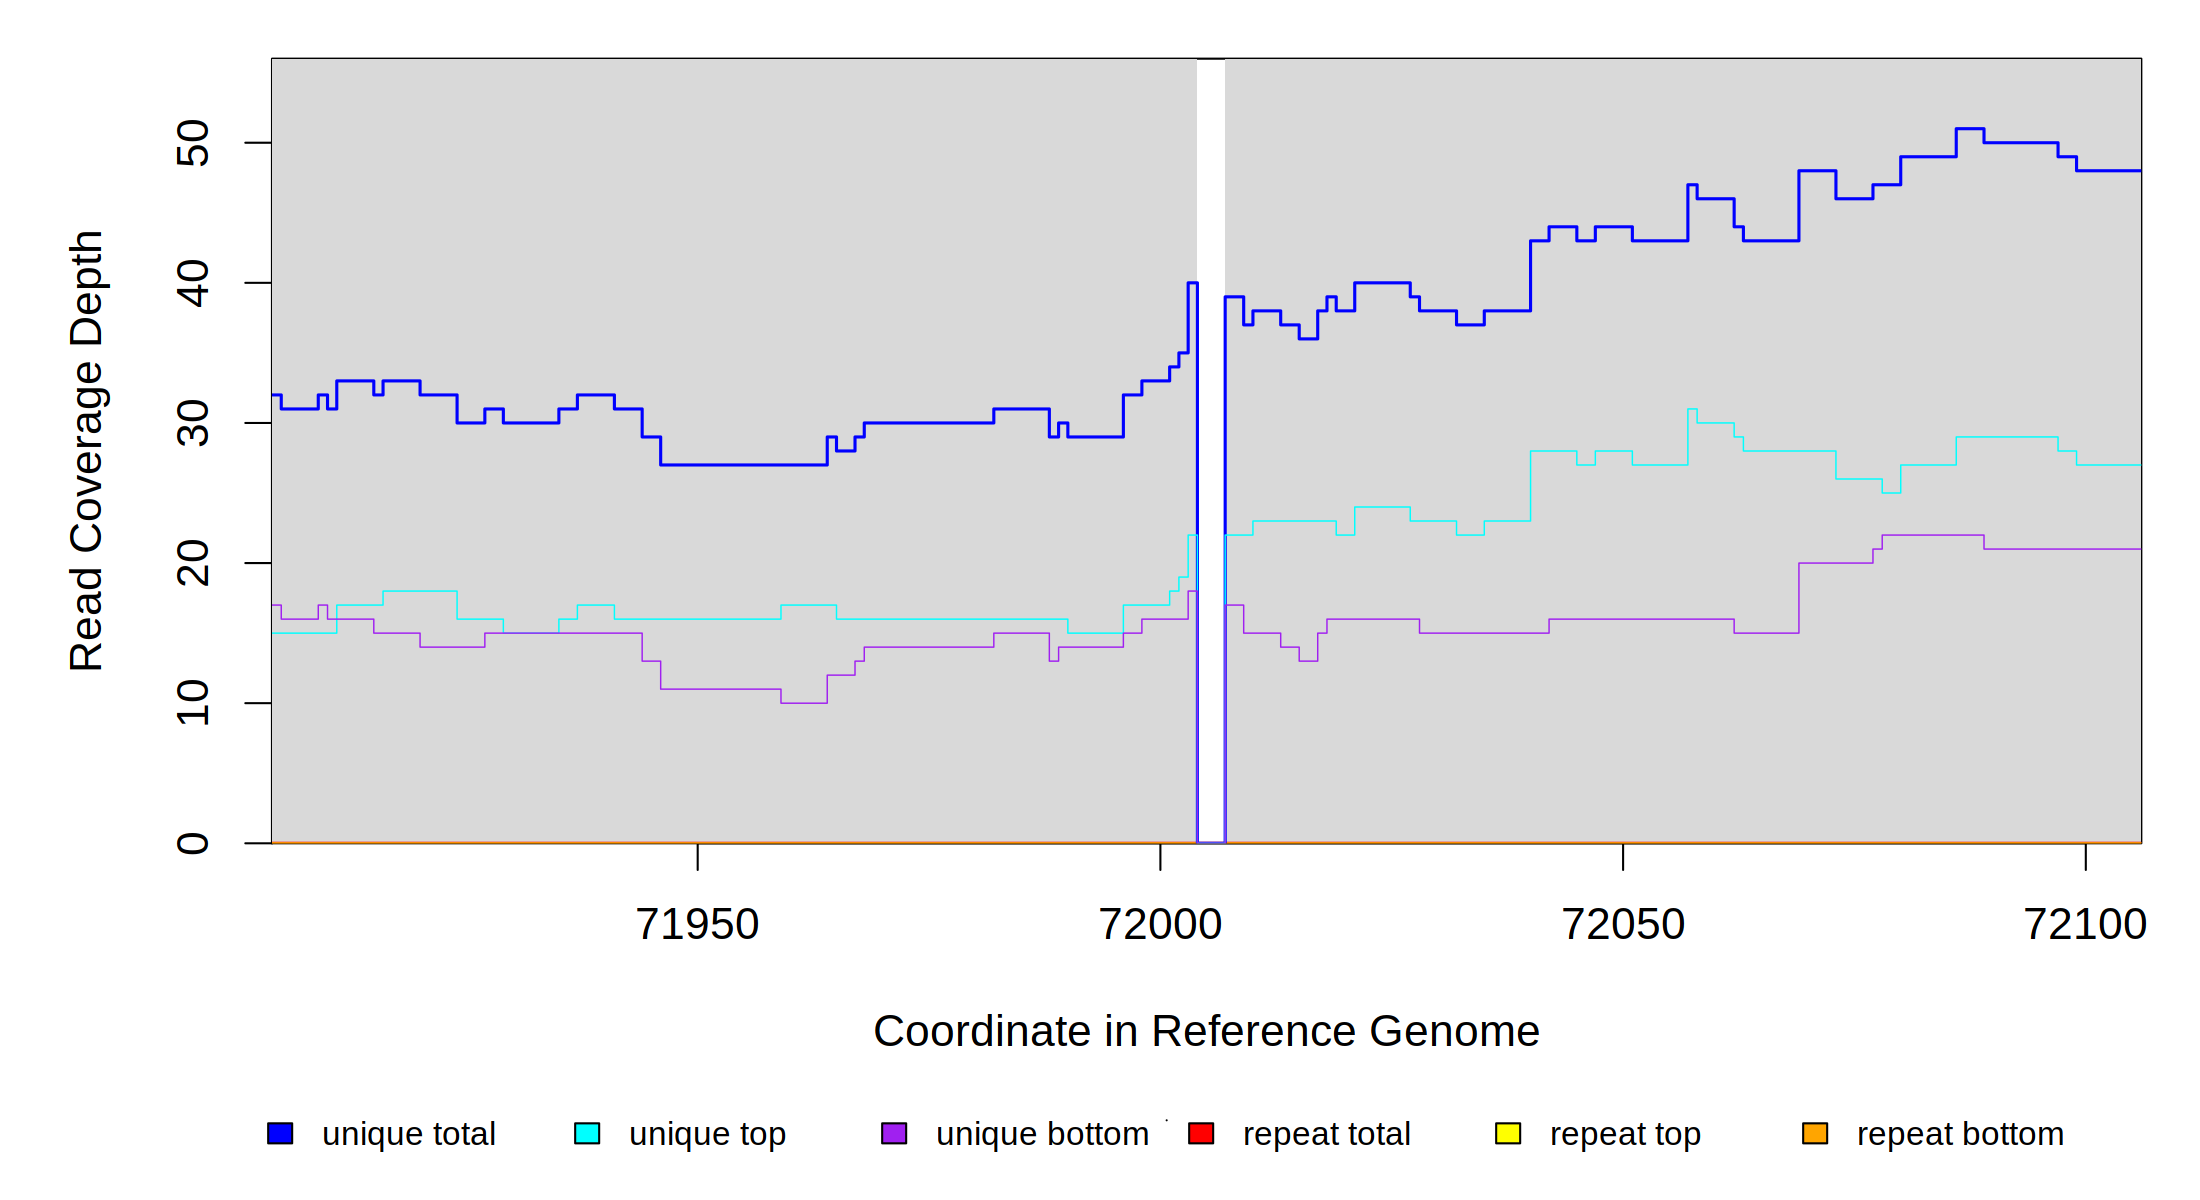 Read Coverage Depth
50
40
30
20
10
0
71950 72000 72050 72100
Coordinate in Reference Genome
unique total unique top unique bottom repeat total repeat top repeat bottom